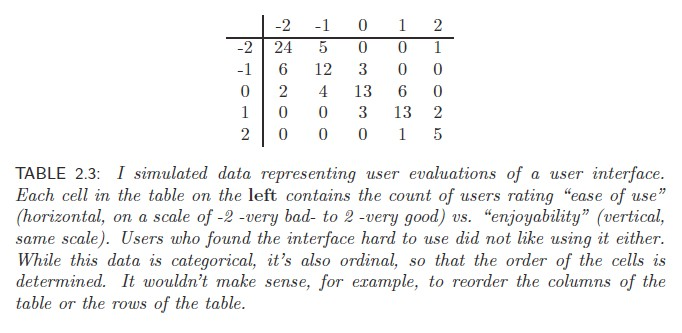 -2 -1 0 1 2
-2 24 5 0 0 1
-1 6 12 3 0 0
0 2 4 13 6 0
1 0 0 3 13 2
2 0 0 0 1 5
TABLE 2.3: I simulated data representing user evaluations of a user interface.
Each cell in the table on the left contains the count of users rating “ease of use”
(horizontal, on a scale of -2 -very bad- to 2 -very good) vs. “enjoyability” (vertical,
same scale). Users who found the interface hard to use did not like using it either.
While this data is categorical, it’s also ordinal, so that the order of the cells is
determined. It wouldn’t make sense, for example, to reorder the columns of the
table or the rows of the table.